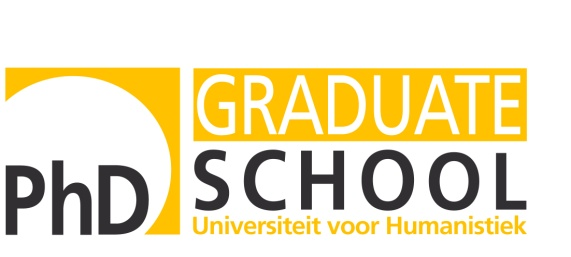 PhD
GRADUATE
SCHOOL
Universiteit voor Humanistiek